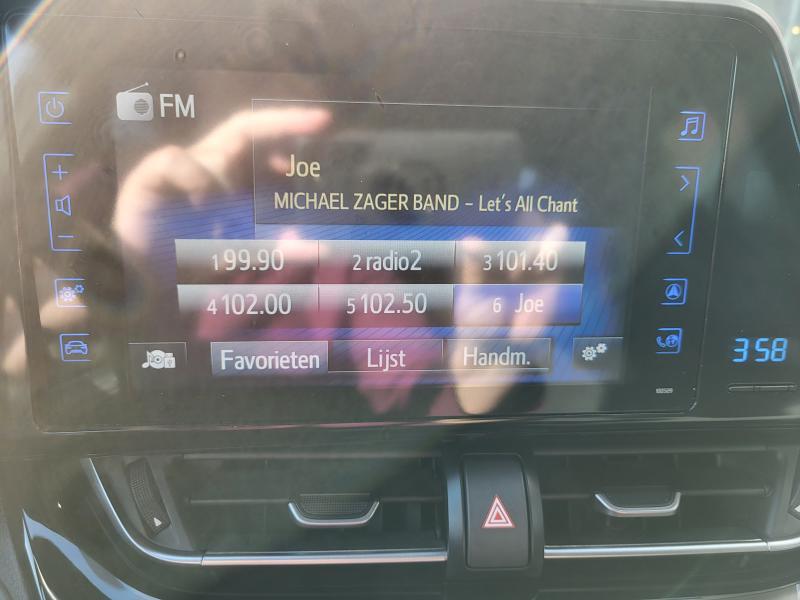 FM
Joe
MICHAEL ZAGER BAND - Let's All Chant
1 99.90 2 radio2 3 101.40
4 102.00 5 102.50 6 Joe
Favorieten Lijst Handm.
3 58